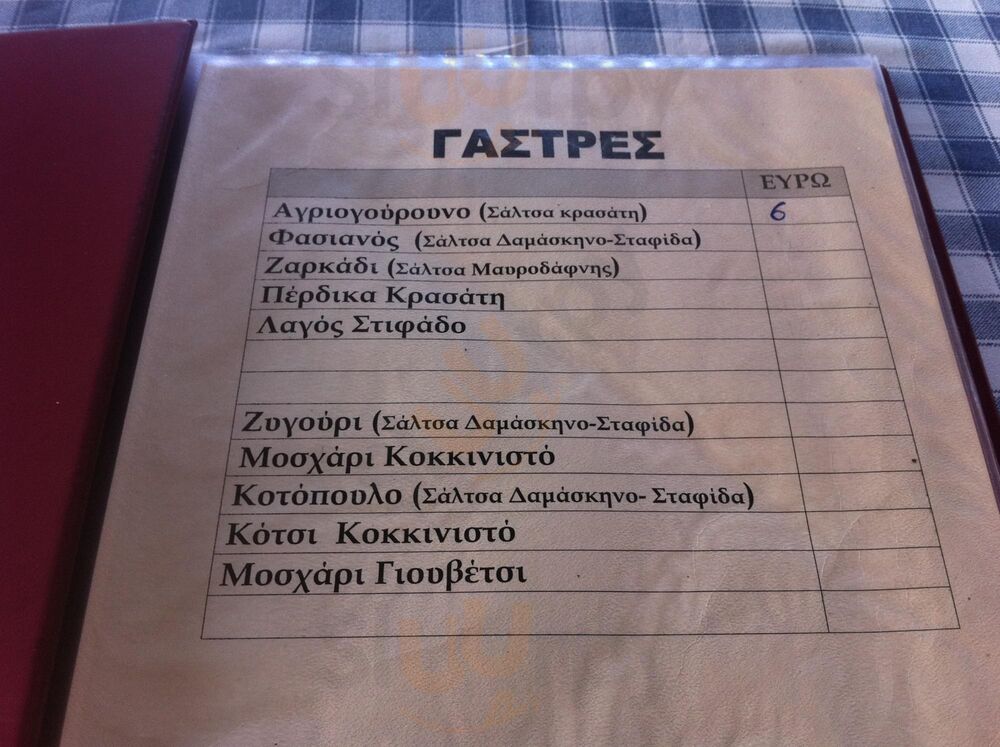 ΓΑΣΤΡΕΣ
ΕΥΡΩ
Αγριογούρουνο (Σάλτσα κρασάτη) 6
Φασιανός (Σάλτσα Δαμάσκηνο-Σταφίδα)
Ζαρκάδι (Σάλτσα Μαυροδάφνης)
Πέρδικα Κρασάτη
Λαγός Στιφάδο
Ζυγούρι (Σάλτσα Δαμάσκηνο-Σταφίδα)
Μοσχάρι Κοκκινιστό
Κοτόπουλο (Σάλτσα Δαμάσκηνο- Σταφίδα)
Κότσι Κοκκινιστό
Μοσχάρι Γιουβέτσι